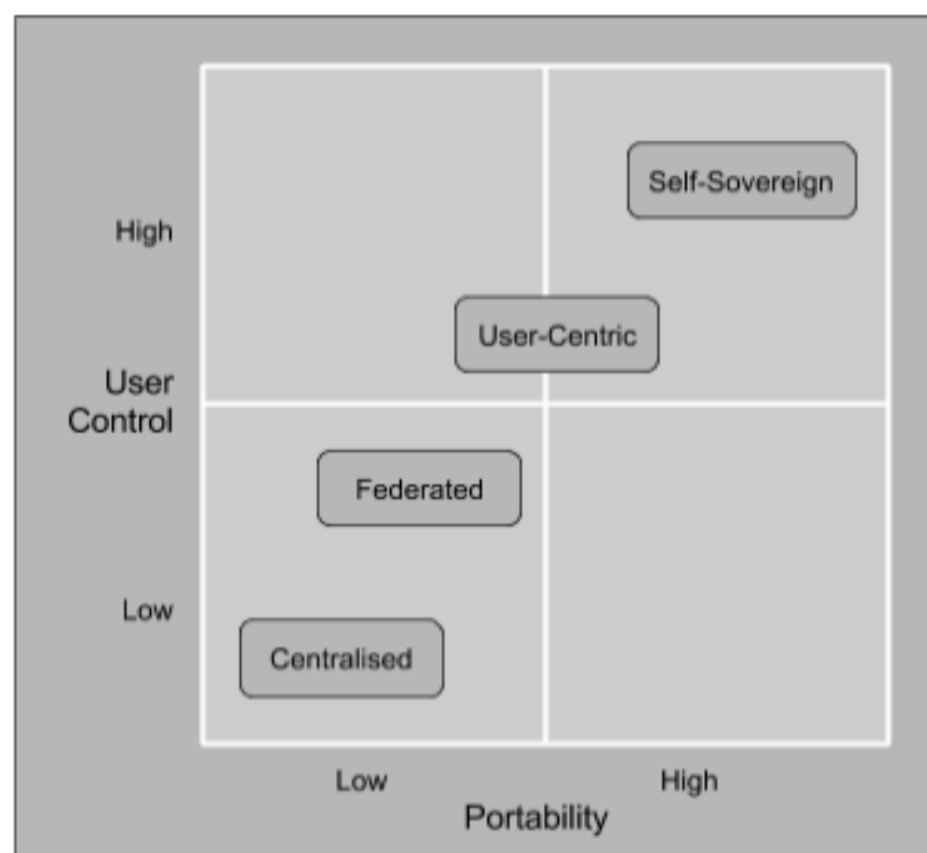 Self-Sovereign
High
User-Centric
User
Control
Federated
Low
Centralised
Low
High
Portability